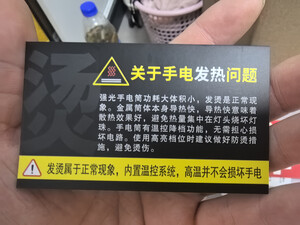 烫
关于手电发热问题
强光手电筒功耗大体积小，发烫是正常现
象。金属筒体本身导热快，导热快意味着
散热效果好，避免热量集中在灯头烧坏灯
珠。手电筒有温控降档功能，无需担心损
坏电路。使用高亮档位时建议做好防烫措
施，避免烫伤。
发烫属于正常现象，内置温控系统，高温并不会损坏手电